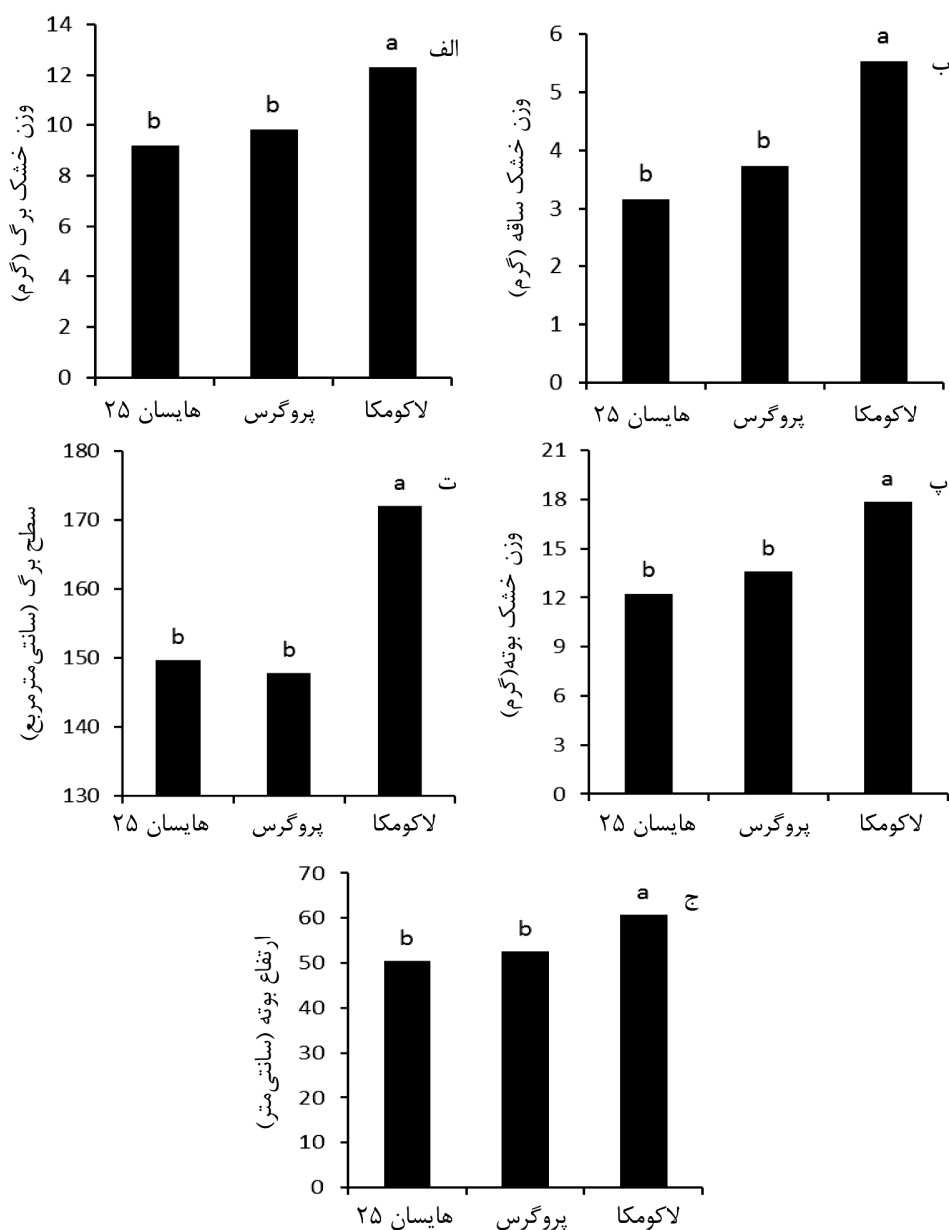 الف
وزن خشک برگ (گرم)
14
12
10
8
6
4
2
0
b
b
a
هایسان ۲۵
پروگرس
لاکومکا
ب
وزن خشک ساقه (گرم)
6
5
4
3
2
1
0
b
b
a
هایسان ۲۵
پروگرس
لاکومکا
ت
سطح برگ (سانتی‌مترمربع)
180
170
160
150
140
130
b
b
a
هایسان ۲۵
پروگرس
لاکومکا
پ
وزن خشک بوته(گرم)
21
18
15
12
9
6
3
0
b
b
a
هایسان ۲۵
پروگرس
لاکومکا
ج
ارتفاع بوته (سانتی‌متر)
70
60
50
40
30
20
10
0
b
b
a
هایسان ۲۵
پروگرس
لاکومکا